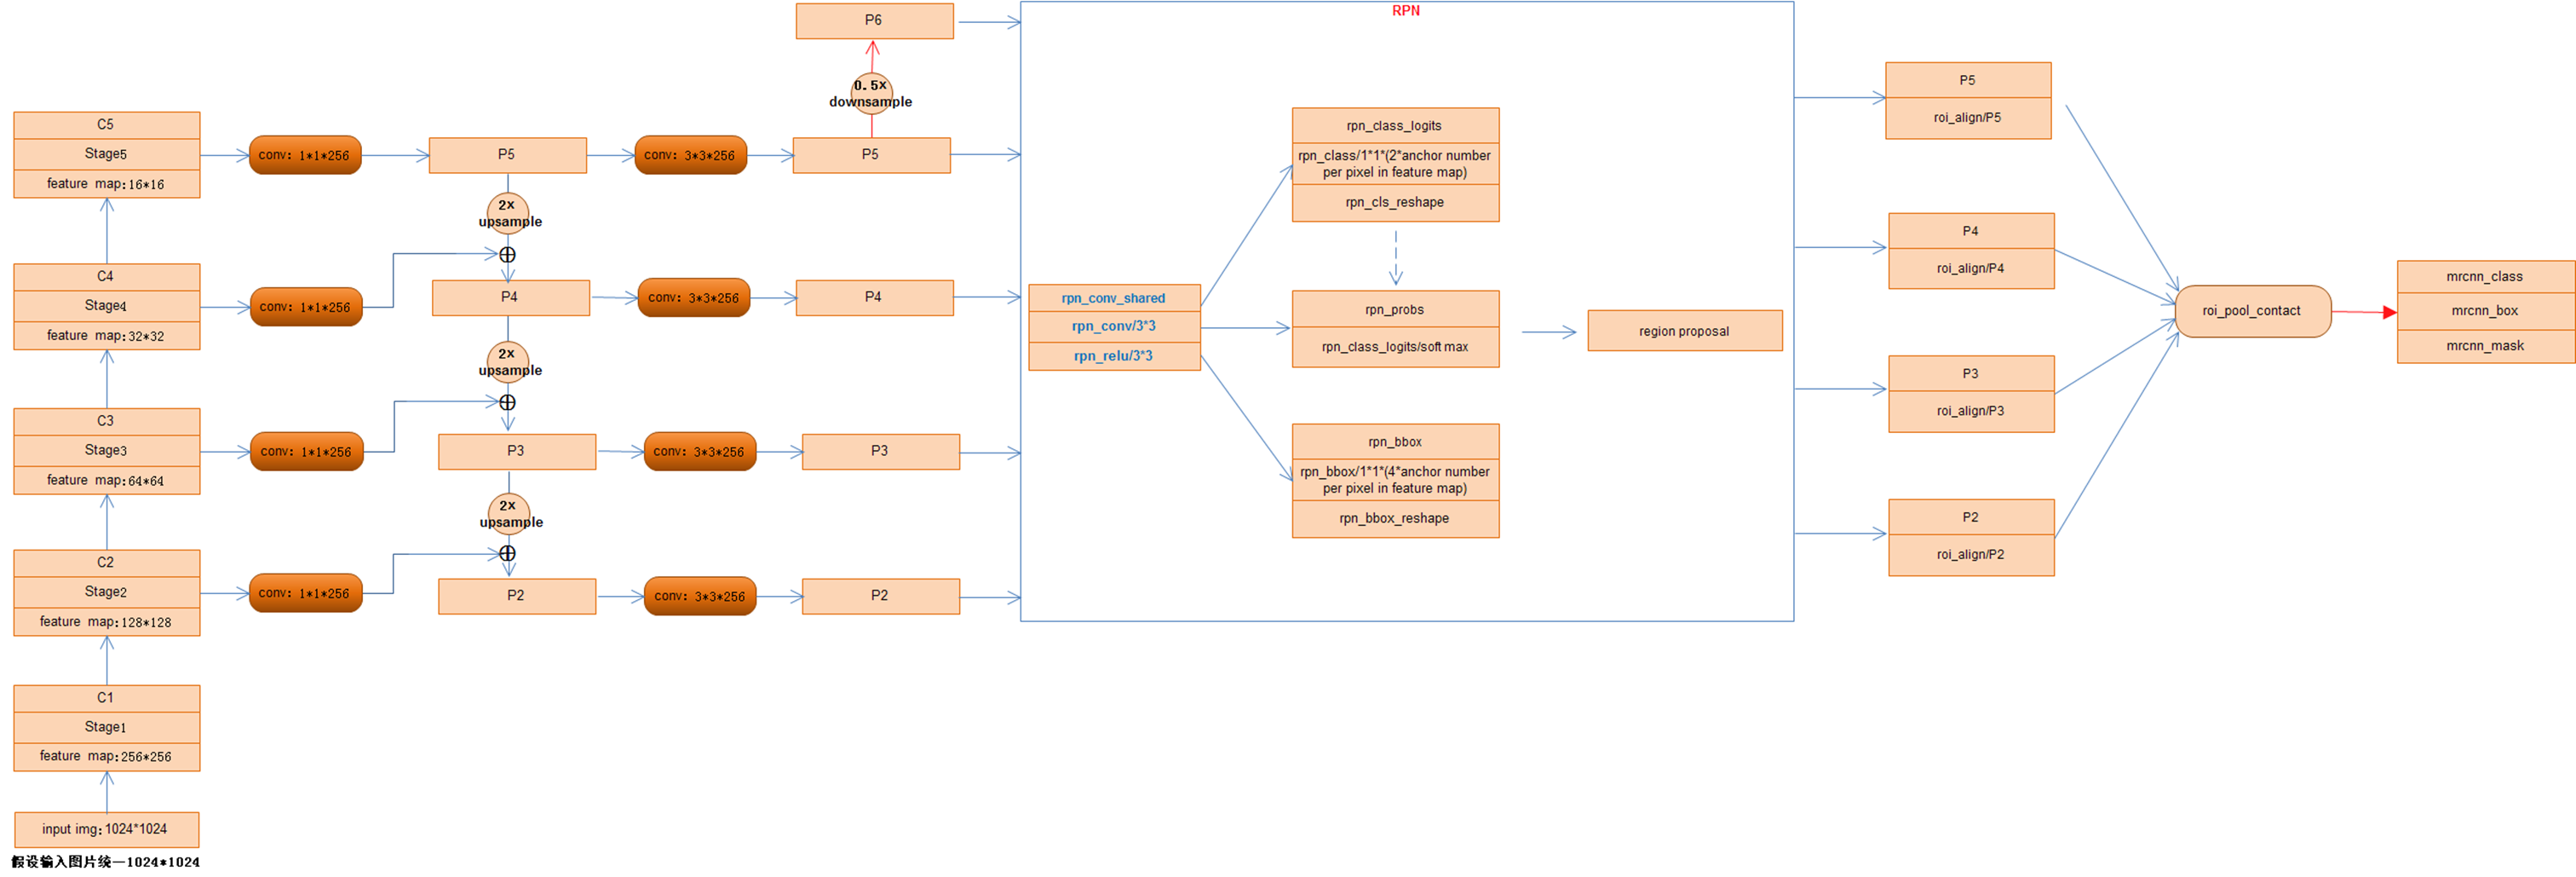 P6
0.5x
downsample
C5
Stage5
feature map:16*16
conv: 1*1*256
P5
conv: 3*3*256
P5
2x
upsample
C4
Stage4
feature map:32*32
conv: 1*1*256
P4
conv: 3*3*256
P4
2x
upsample
C3
Stage3
feature map:64*64
conv: 1*1*256
P3
conv: 3*3*256
P3
2x
upsample
C2
Stage2
feature map:128*128
conv: 1*1*256
P2
conv: 3*3*256
P2
C1
Stage1
feature map:256*256
input img:1024*1024
假设输入图片统一1024*1024
RPN
rpn_conv_shared
rpn_conv/3*3
rpn_relu/3*3
rpn_class_logits
rpn_class/1*1*(2*anchor number
per pixel in feature map)
rpn_cls_reshape
rpn_probs
rpn_class_logits/soft max
rpn_bbox
rpn_bbox/1*1*(4*anchor number
per pixel in feature map)
rpn_bbox_reshape
region proposal
P5
roi_align/P5
P4
roi_align/P4
P3
roi_align/P3
P2
roi_align/P2
roi_pool_contact
mrcnn_class
mrcnn_box
mrcnn_mask